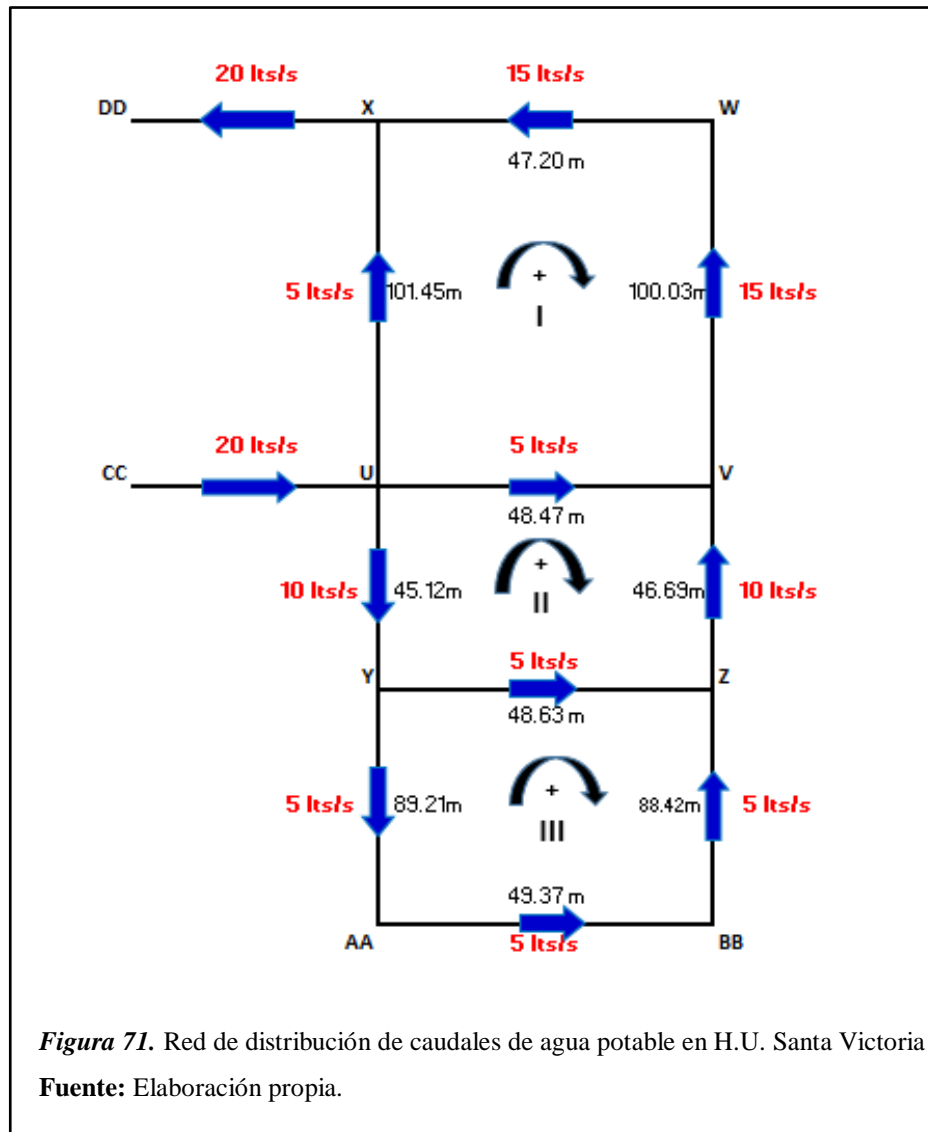 20 lts/s 15 lts/s
DD X W
47.20 m
+
5 lts/s 101.45m 100.03m 15 lts/s
I
20 lts/s 5 lts/s
CC U V
48.47 m
+
10 lts/s 45.12m 46.69m 10 lts/s
II
5 lts/s
Y Z
48.63 m
+
5 lts/s 89.21m 88.42m 5 lts/s
III
49.37 m
AA 5 lts/s BB
Figura 71. Red de distribución de caudales de agua potable en H.U. Santa Victoria
Fuente: Elaboración propia.